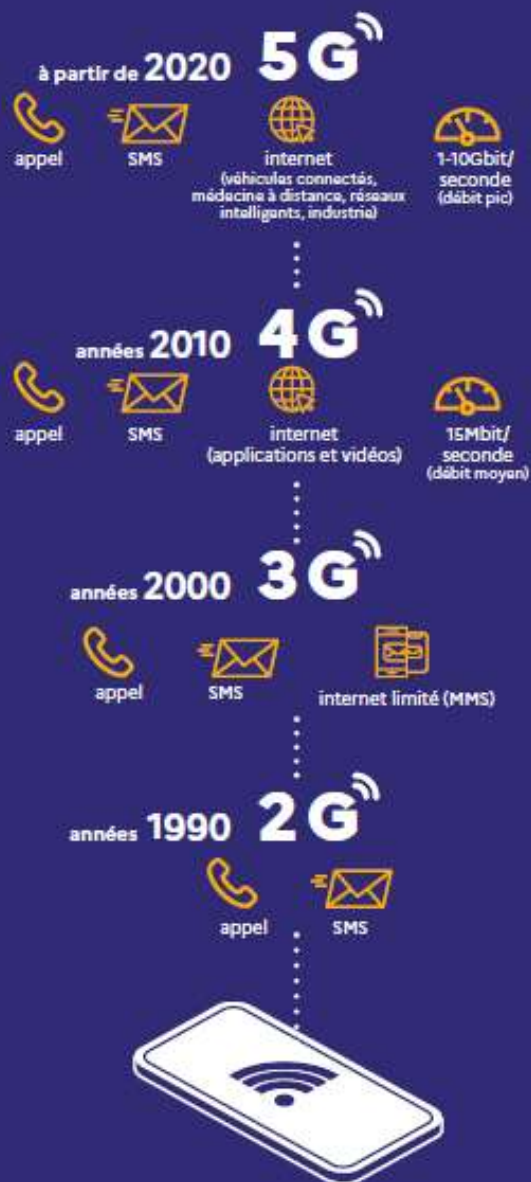 à partir de 2020 5G
appel
SMS
internet
(véhicules connectés,
médecine à distance, réseaux
intelligents, industrie)
1-10Gbit/
seconde
(débit pic)
années 2010 4G
appel
SMS
internet
(applications et vidéos)
15Mbit/
seconde
(débit moyen)
années 2000 3G
appel
SMS
internet limité (MMS)
années 1990 2G
appel
SMS